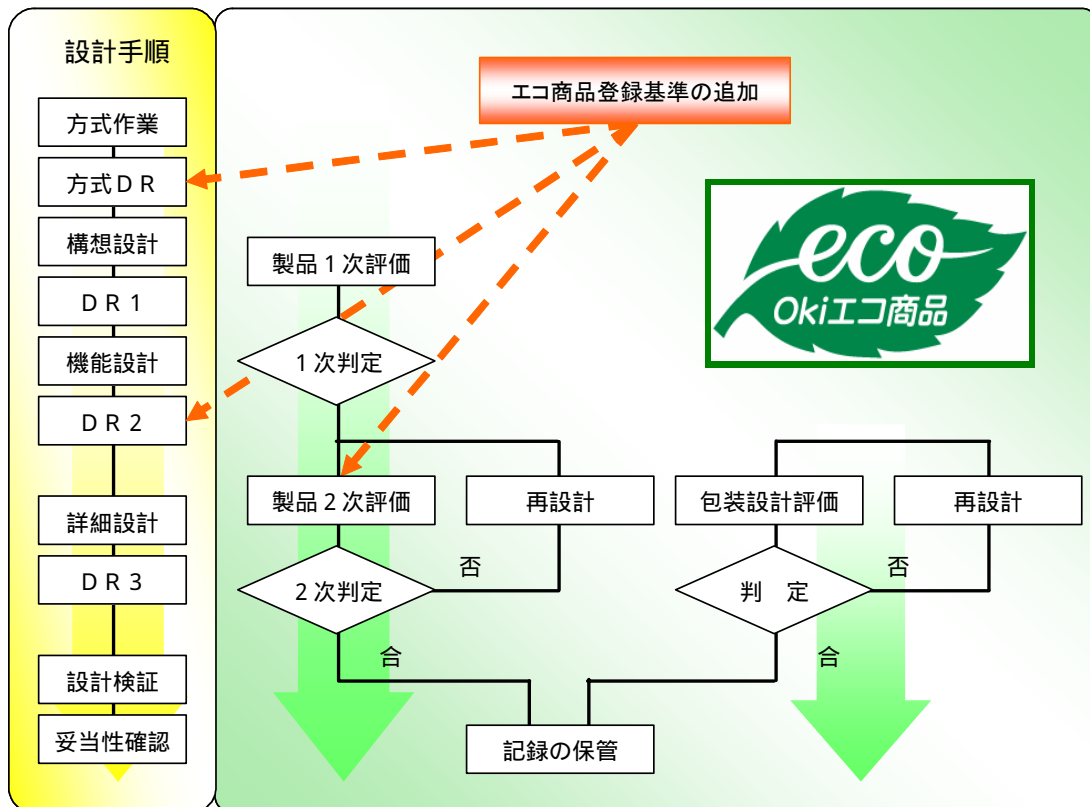 設計手順
方式作業
方式ＤＲ
構想設計
ＤＲ１
機能設計
ＤＲ２
詳細設計
ＤＲ３
設計検証
妥当性確認
エコ商品登録基準の追加
eco
Okiエコ商品
製品１次評価
１次判定
製品２次評価
再設計
２次判定
否
合
包装設計評価
再設計
判　定
否
合
記録の保管